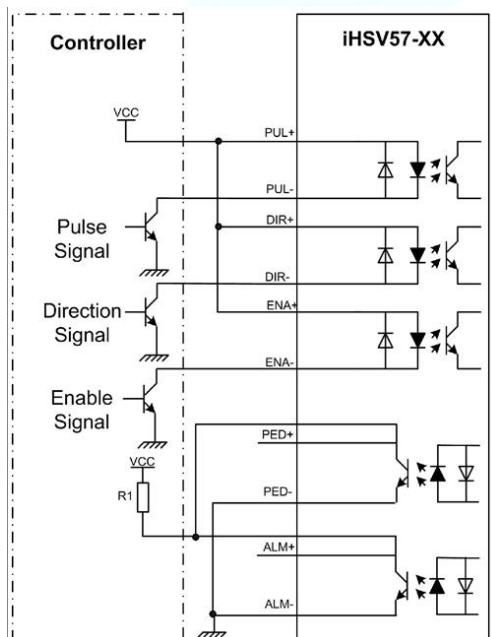 Controller
iHSV57-XX
VCC
PUL+
PUL-
Pulse
Signal
DIR+
DIR-
Direction
Signal
ENA+
ENA-
Enable
Signal
PED+
VCC
R1
PED-
ALM+
ALM-